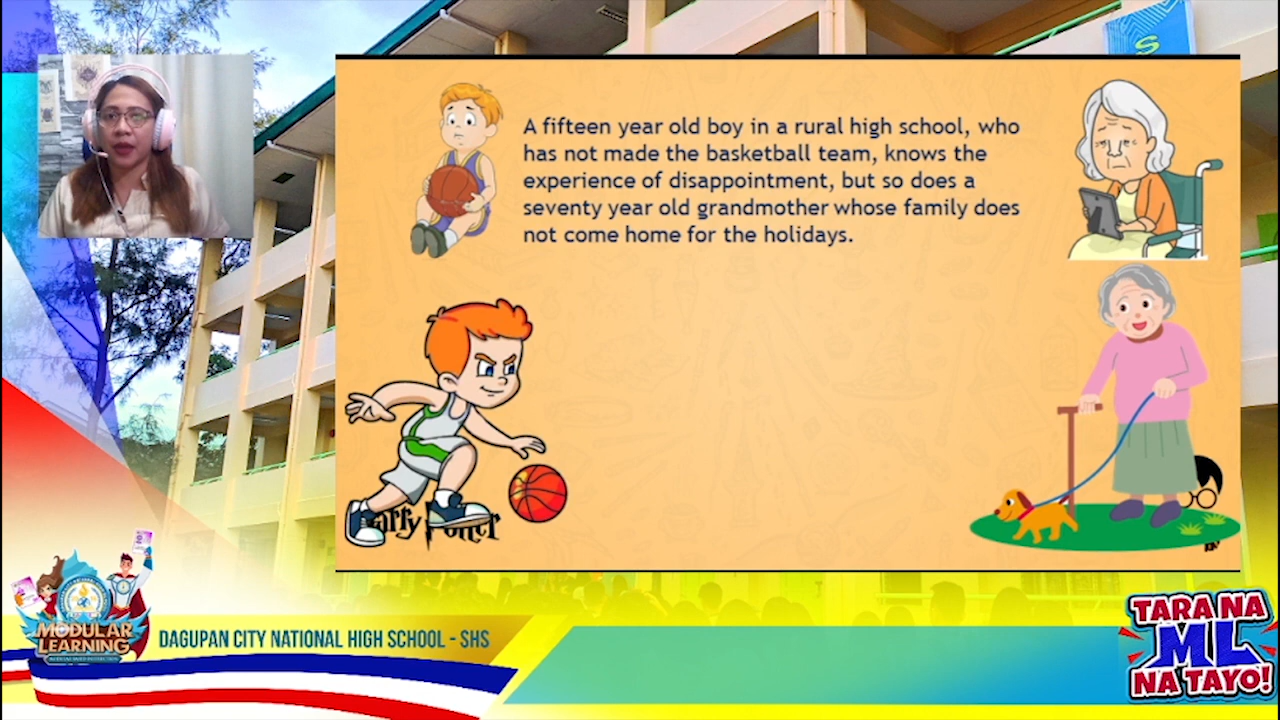 A fifteen year old boy in a rural high school, who
has not made the basketball team, knows the
experience of disappointment, but so does a
seventy year old grandmother whose family does
not come home for the holidays.
MODULAR
LEARNING
DAGUPAN CITY NATIONAL HIGH SCHOOL - SHS
TARA NA
ML
NA TAYO!